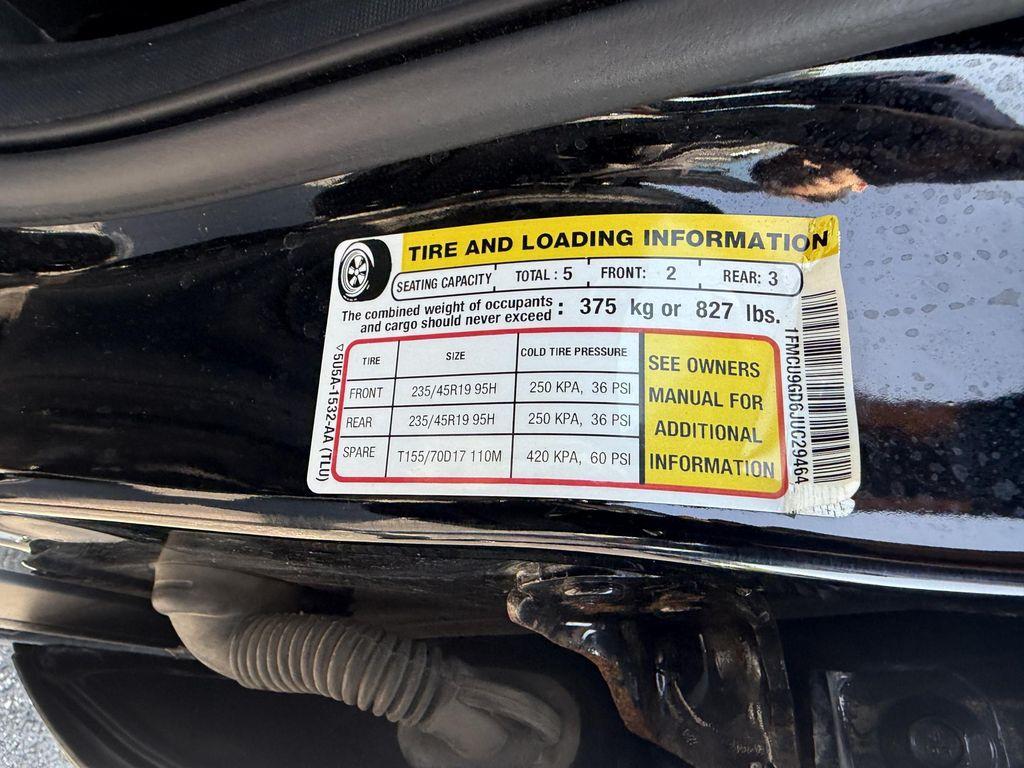 TIRE AND LOADING INFORMATION
SEATING CAPACITY TOTAL : 5 FRONT: 2 REAR: 3
The combined weight of occupants
and cargo should never exceed : 375 kg or 827 lbs.
TIRE SIZE COLD TIRE PRESSURE
FRONT 235/45R19 95H 250 KPA, 36 PSI
REAR 235/45R19 95H 250 KPA, 36 PSI
SPARE T155/70D17 110M 420 KPA, 60 PSI
SEE OWNERS
MANUAL FOR
ADDITIONAL
INFORMATION
5U5A-1532-AA (TLU)
1FMCU9GD6JUC29464